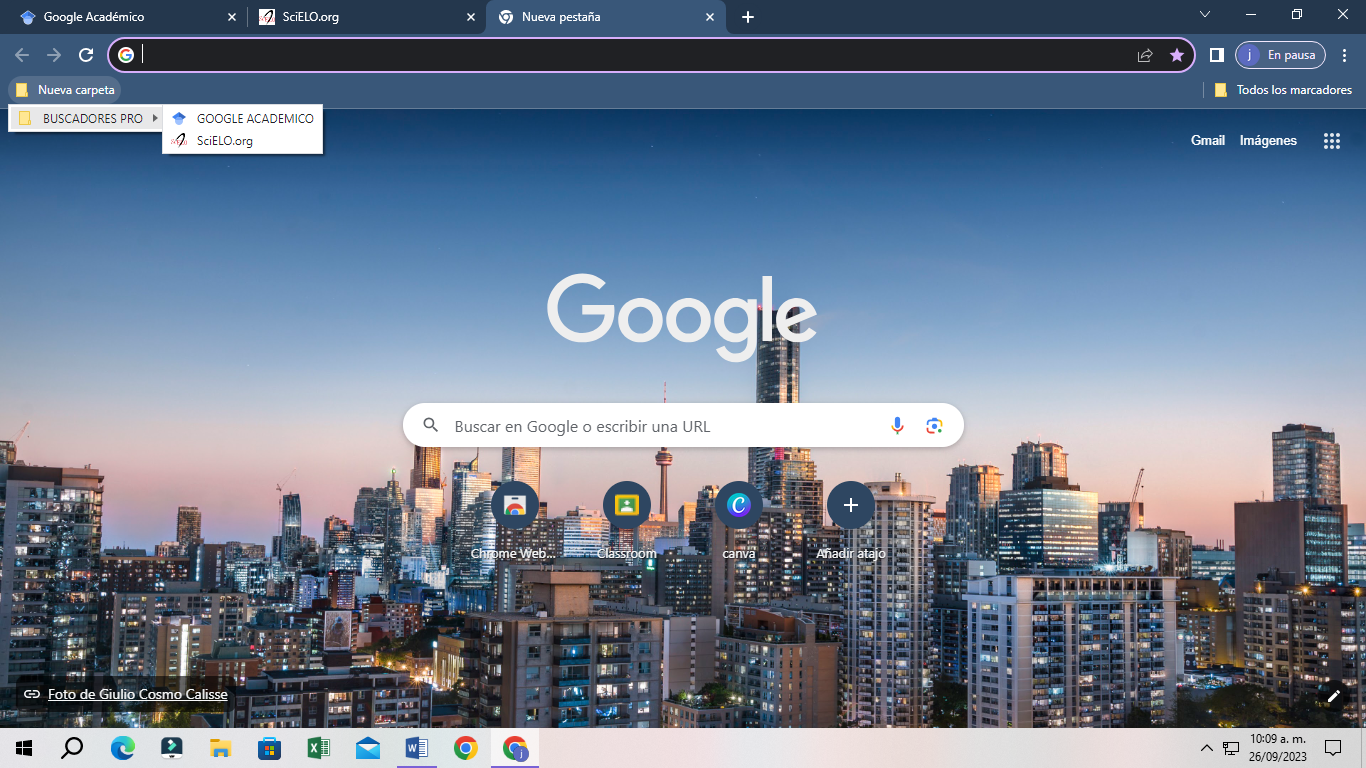 Google Académico
SciELO.org
Nueva pestaña
j
En pausa
Nueva carpeta
Todos los marcadores
BUSCADORES PRO
GOOGLE ACADEMICO
SciELO.org
Gmail
Imágenes
Google
Buscar en Google o escribir una URL
Chrome Web...
Classroom
canva
Añadir atajo
Foto de Giulio Cosmo Calisse
10:09 a. m.
26/09/2023